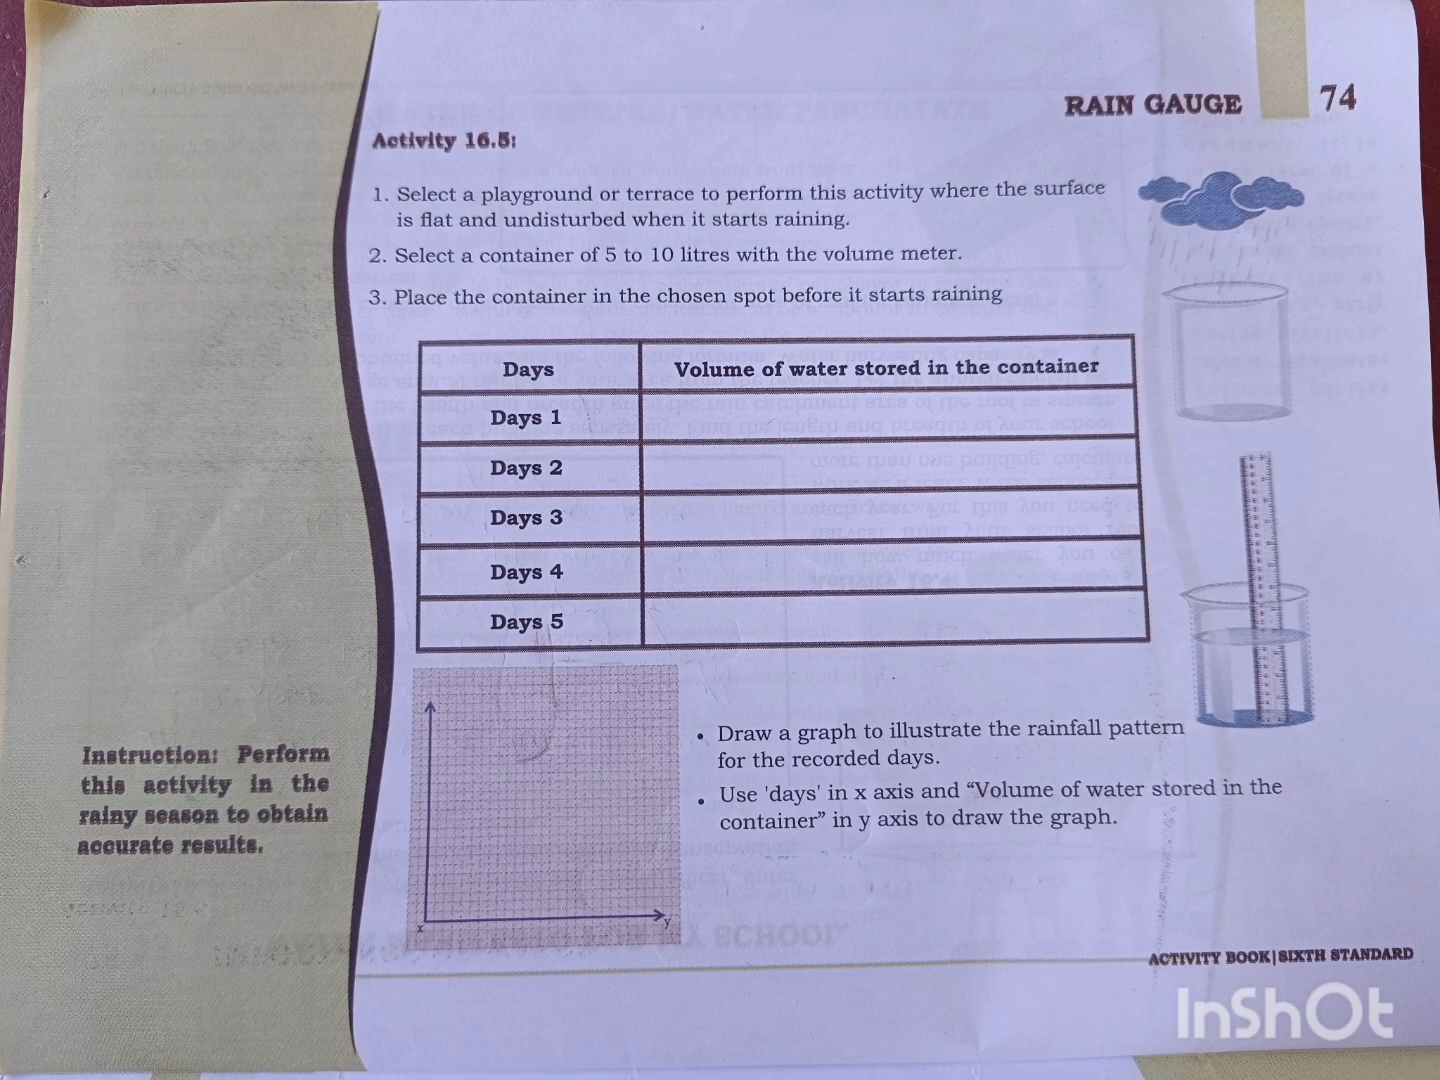 RAIN GAUGE
74
Activity 16.5:
1. Select a playground or terrace to perform this activity where the surface
is flat and undisturbed when it starts raining.
2. Select a container of 5 to 10 litres with the volume meter.
3. Place the container in the chosen spot before it starts raining
Days
Volume of water stored in the container
Days 1
Days 2
Days 3
Days 4
Days 5
Instruction: Perform
this activity in the
rainy season to obtain
accurate results.
x
y
• Draw a graph to illustrate the rainfall pattern
for the recorded days.
• Use 'days' in x axis and “Volume of water stored in the
container” in y axis to draw the graph.
ACTIVITY BOOK|SIXTH STANDARD
InShOt